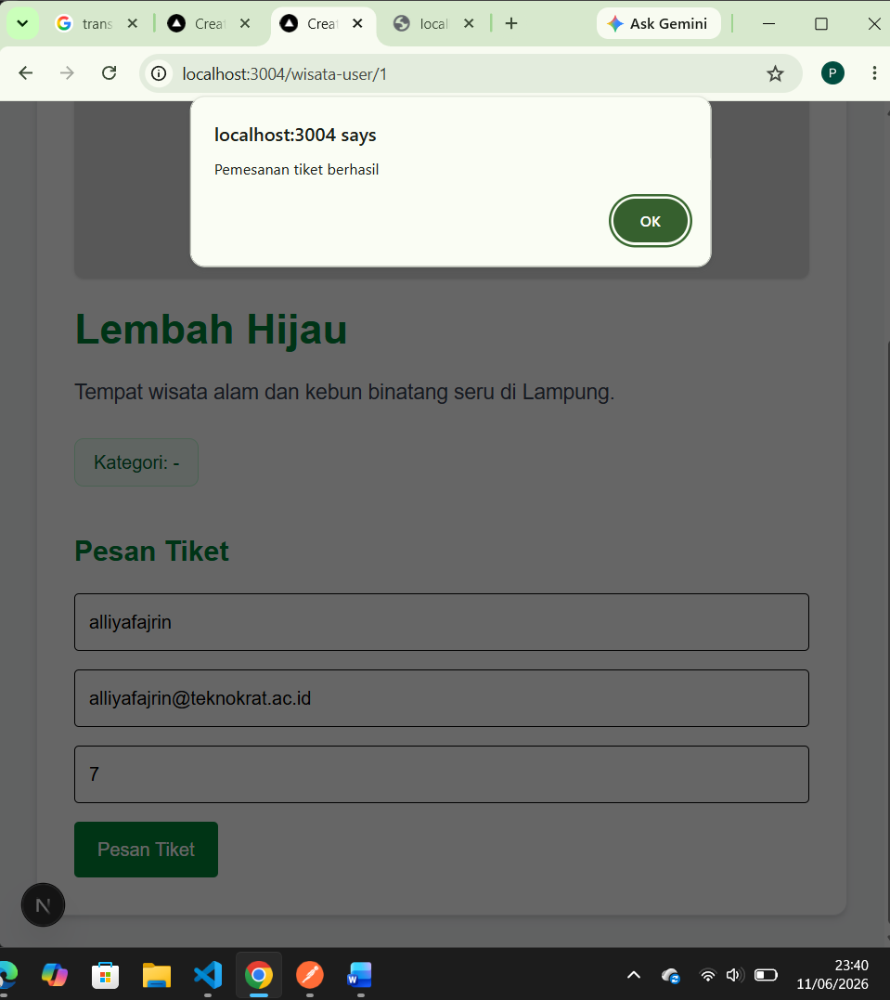 trans
Creat
Creat
local
Ask Gemini
localhost:3004/wisata-user/1
P
localhost:3004 says
Pemesanan tiket berhasil
OK
Lembah Hijau
Tempat wisata alam dan kebun binatang seru di Lampung.
Kategori: -
Pesan Tiket
alliyafajrin
alliyafajrin@teknokrat.ac.id
7
Pesan Tiket
N
W
23:40
11/06/2026